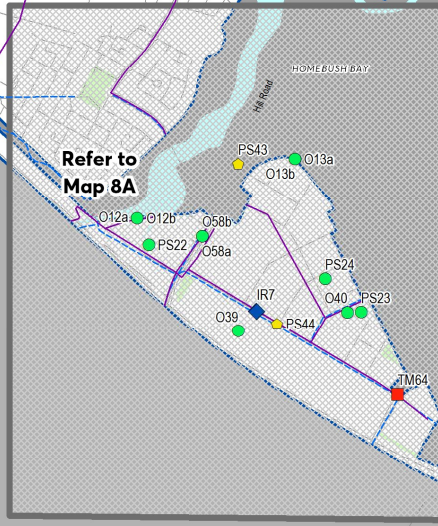 HOMEBUSH BAY
Hill Road
PS43
O13a
O13b
Refer to
Map 8A
O12a
O12b
O58b
PS22
O58a
PS24
IR7
O40
PS23
O39
PS44
TM64